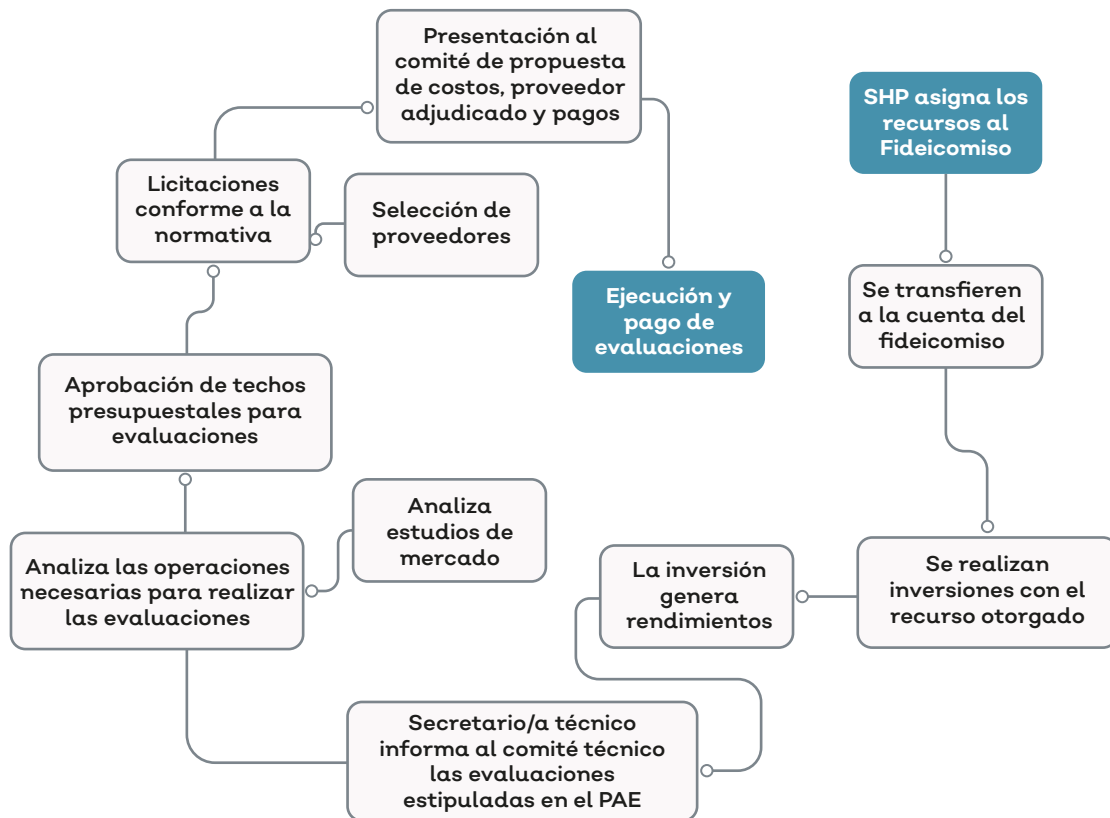 Presentación al
comité de propuesta
de costos, proveedor
adjudicado y pagos
SHP asigna los
recursos al
Fideicomiso
Licitaciones
conforme a la
normativa
Selección de
proveedores
Ejecución y
pago de
evaluaciones
Se transfieren
a la cuenta del
fideicomiso
Aprobación de techos
presupuestales para
evaluaciones
Analiza
estudios de
mercado
Analiza las operaciones
necesarias para realizar
las evaluaciones
La inversión
genera
rendimientos
Se realizan
inversiones con el
recurso otorgado
Secretario/a técnico
informa al comité técnico
las evaluaciones
estipuladas en el PAE